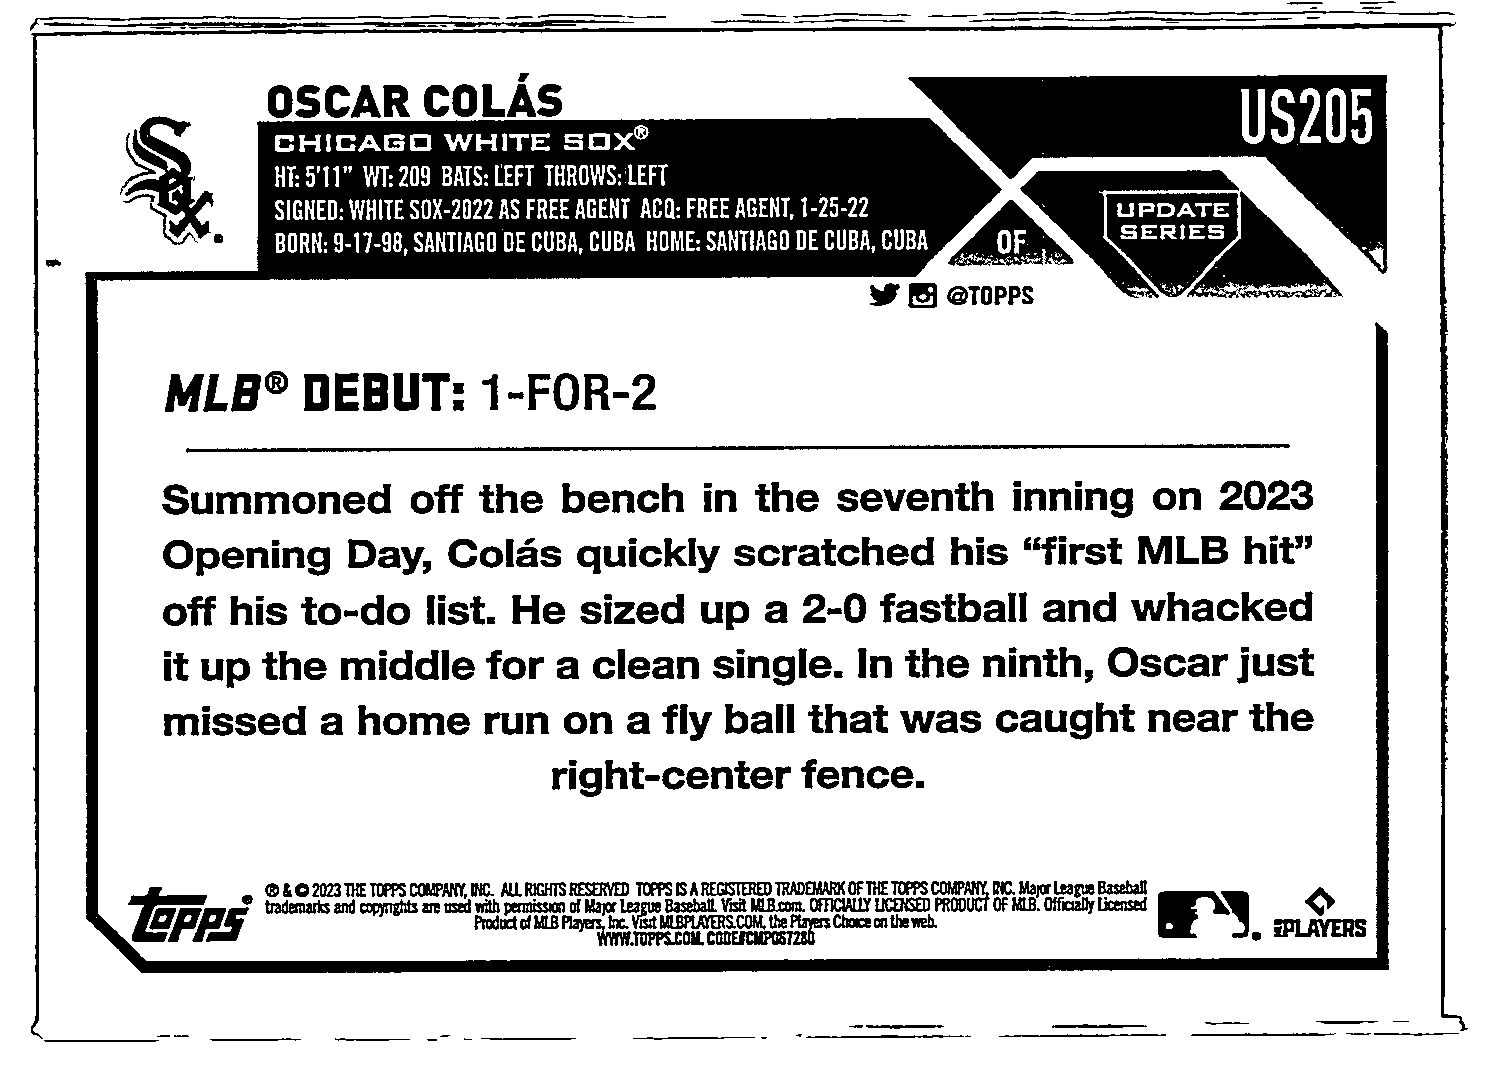 OSCAR COLÁS
US205
CHICAGO WHITE SOX®
HT: 5'11" WT: 209 BATS: LEFT THROWS: LEFT
SIGNED: WHITE SOX-2022 AS FREE AGENT ACQ: FREE AGENT, 1-25-22
BORN: 9-17-98, SANTIAGO DE CUBA, CUBA HOME: SANTIAGO DE CUBA, CUBA
SOX
OF
UPDATE
SERIES
@TOPPS
MLB® DEBUT: 1-FOR-2
Summoned off the bench in the seventh inning on 2023
Opening Day, Colás quickly scratched his “first MLB hit”
off his to-do list. He sized up a 2-0 fastball and whacked
it up the middle for a clean single. In the ninth, Oscar just
missed a home run on a fly ball that was caught near the
right-center fence.
TOPPS®
® & © 2023 THE TOPPS COMPANY, INC. ALL RIGHTS RESERVED TOPPS IS A REGISTERED TRADEMARK OF THE TOPPS COMPANY, INC. Major League Baseball
trademarks and copyrights are used with permission of Major League Baseball. Visit MLB.com. OFFICIALLY LICENSED PRODUCT OF MLB. Officially Licensed
Product of MLB Players, Inc. Visit MLBPLAYERS.COM, the Players Choice on the web.
WWW.TOPPS.COM. CODE#CMP067280
PLAYERS